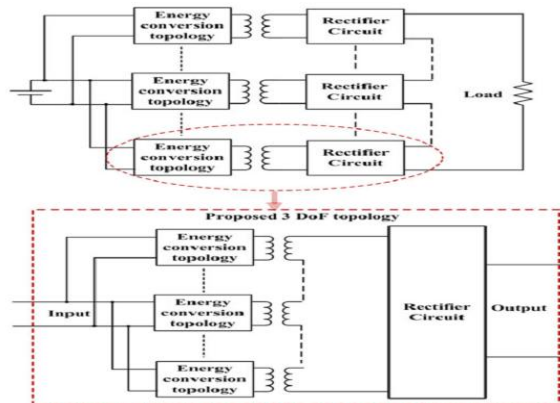 Energy
conversion
topology
Rectifier
Circuit
Energy
conversion
topology
Rectifier
Circuit
Load
Energy
conversion
topology
Rectifier
Circuit
Proposed 3 DoF topology
Energy
conversion
topology
Input
Energy
conversion
topology
Rectifier
Circuit
Output
Energy
conversion
topology